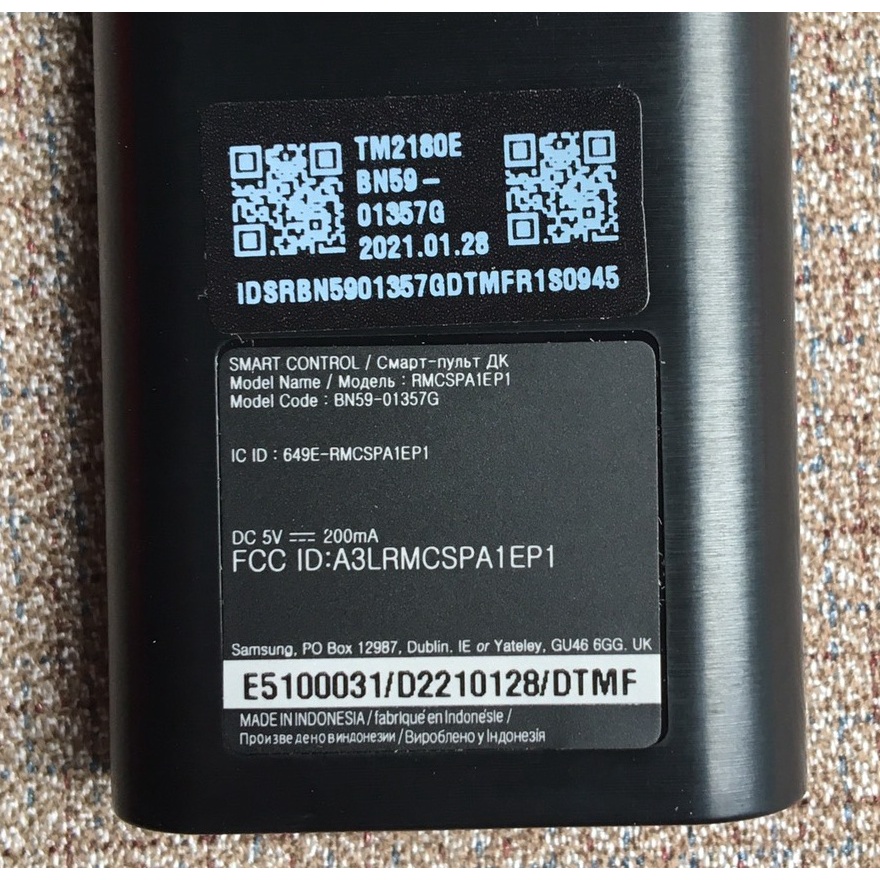 TM2180E
BN59-
01357G
2021.01.28
IDSRBN5901357GDTMFR1S0945
SMART CONTROL / Смарт-пульт ДК
Model Name / Модель : RMCSPA1EP1
Model Code : BN59-01357G
IC ID : 649E-RMCSPA1EP1
DC 5V ⎓ 200mA
FCC ID:A3LRMCSPA1EP1
Samsung, PO Box 12987, Dublin. IE or Yateley, GU46 6GG. UK
E5100031/D2210128/DTMF
MADE IN INDONESIA / fabriqué en Indonésie /
Произведено в индонезии / Вироблено у Індонезія